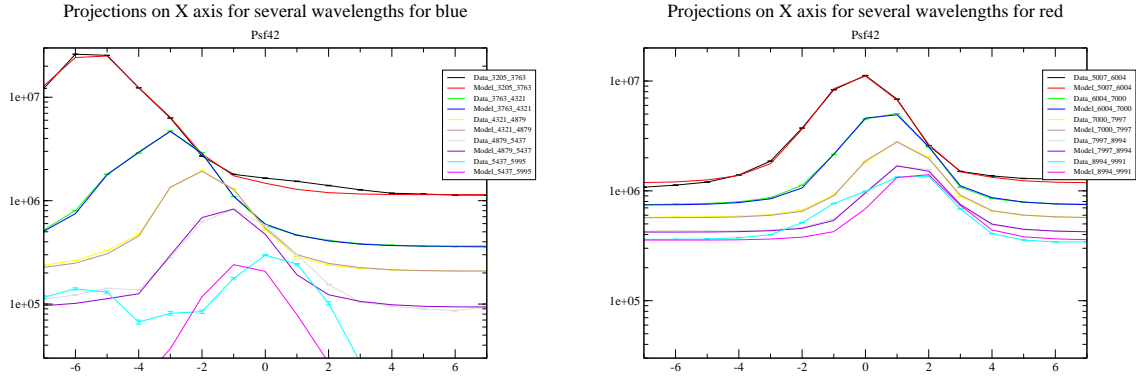 Projections on X axis for several wavelengths for blue
Psf42
1e+07
1e+06
1e+05
-6
-4
-2
0
2
4
6
Data_3205_3763
Model_3205_3763
Data_3763_4321
Model_3763_4321
Data_4321_4879
Model_4321_4879
Data_4879_5437
Model_4879_5437
Data_5437_5995
Model_5437_5995
Projections on X axis for several wavelengths for red
Psf42
1e+07
1e+06
1e+05
-6
-4
-2
0
2
4
6
Data_5007_6004
Model_5007_6004
Data_6004_7000
Model_6004_7000
Data_7000_7997
Model_7000_7997
Data_7997_8994
Model_7997_8994
Data_8994_9991
Model_8994_9991